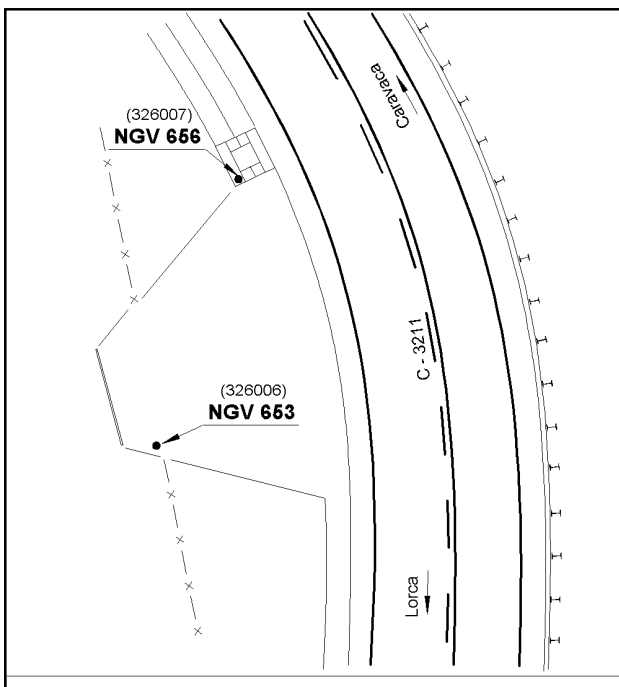 (326007)
NGV 656
Caravaca
C - 3211
(326006)
NGV 653
Lorca